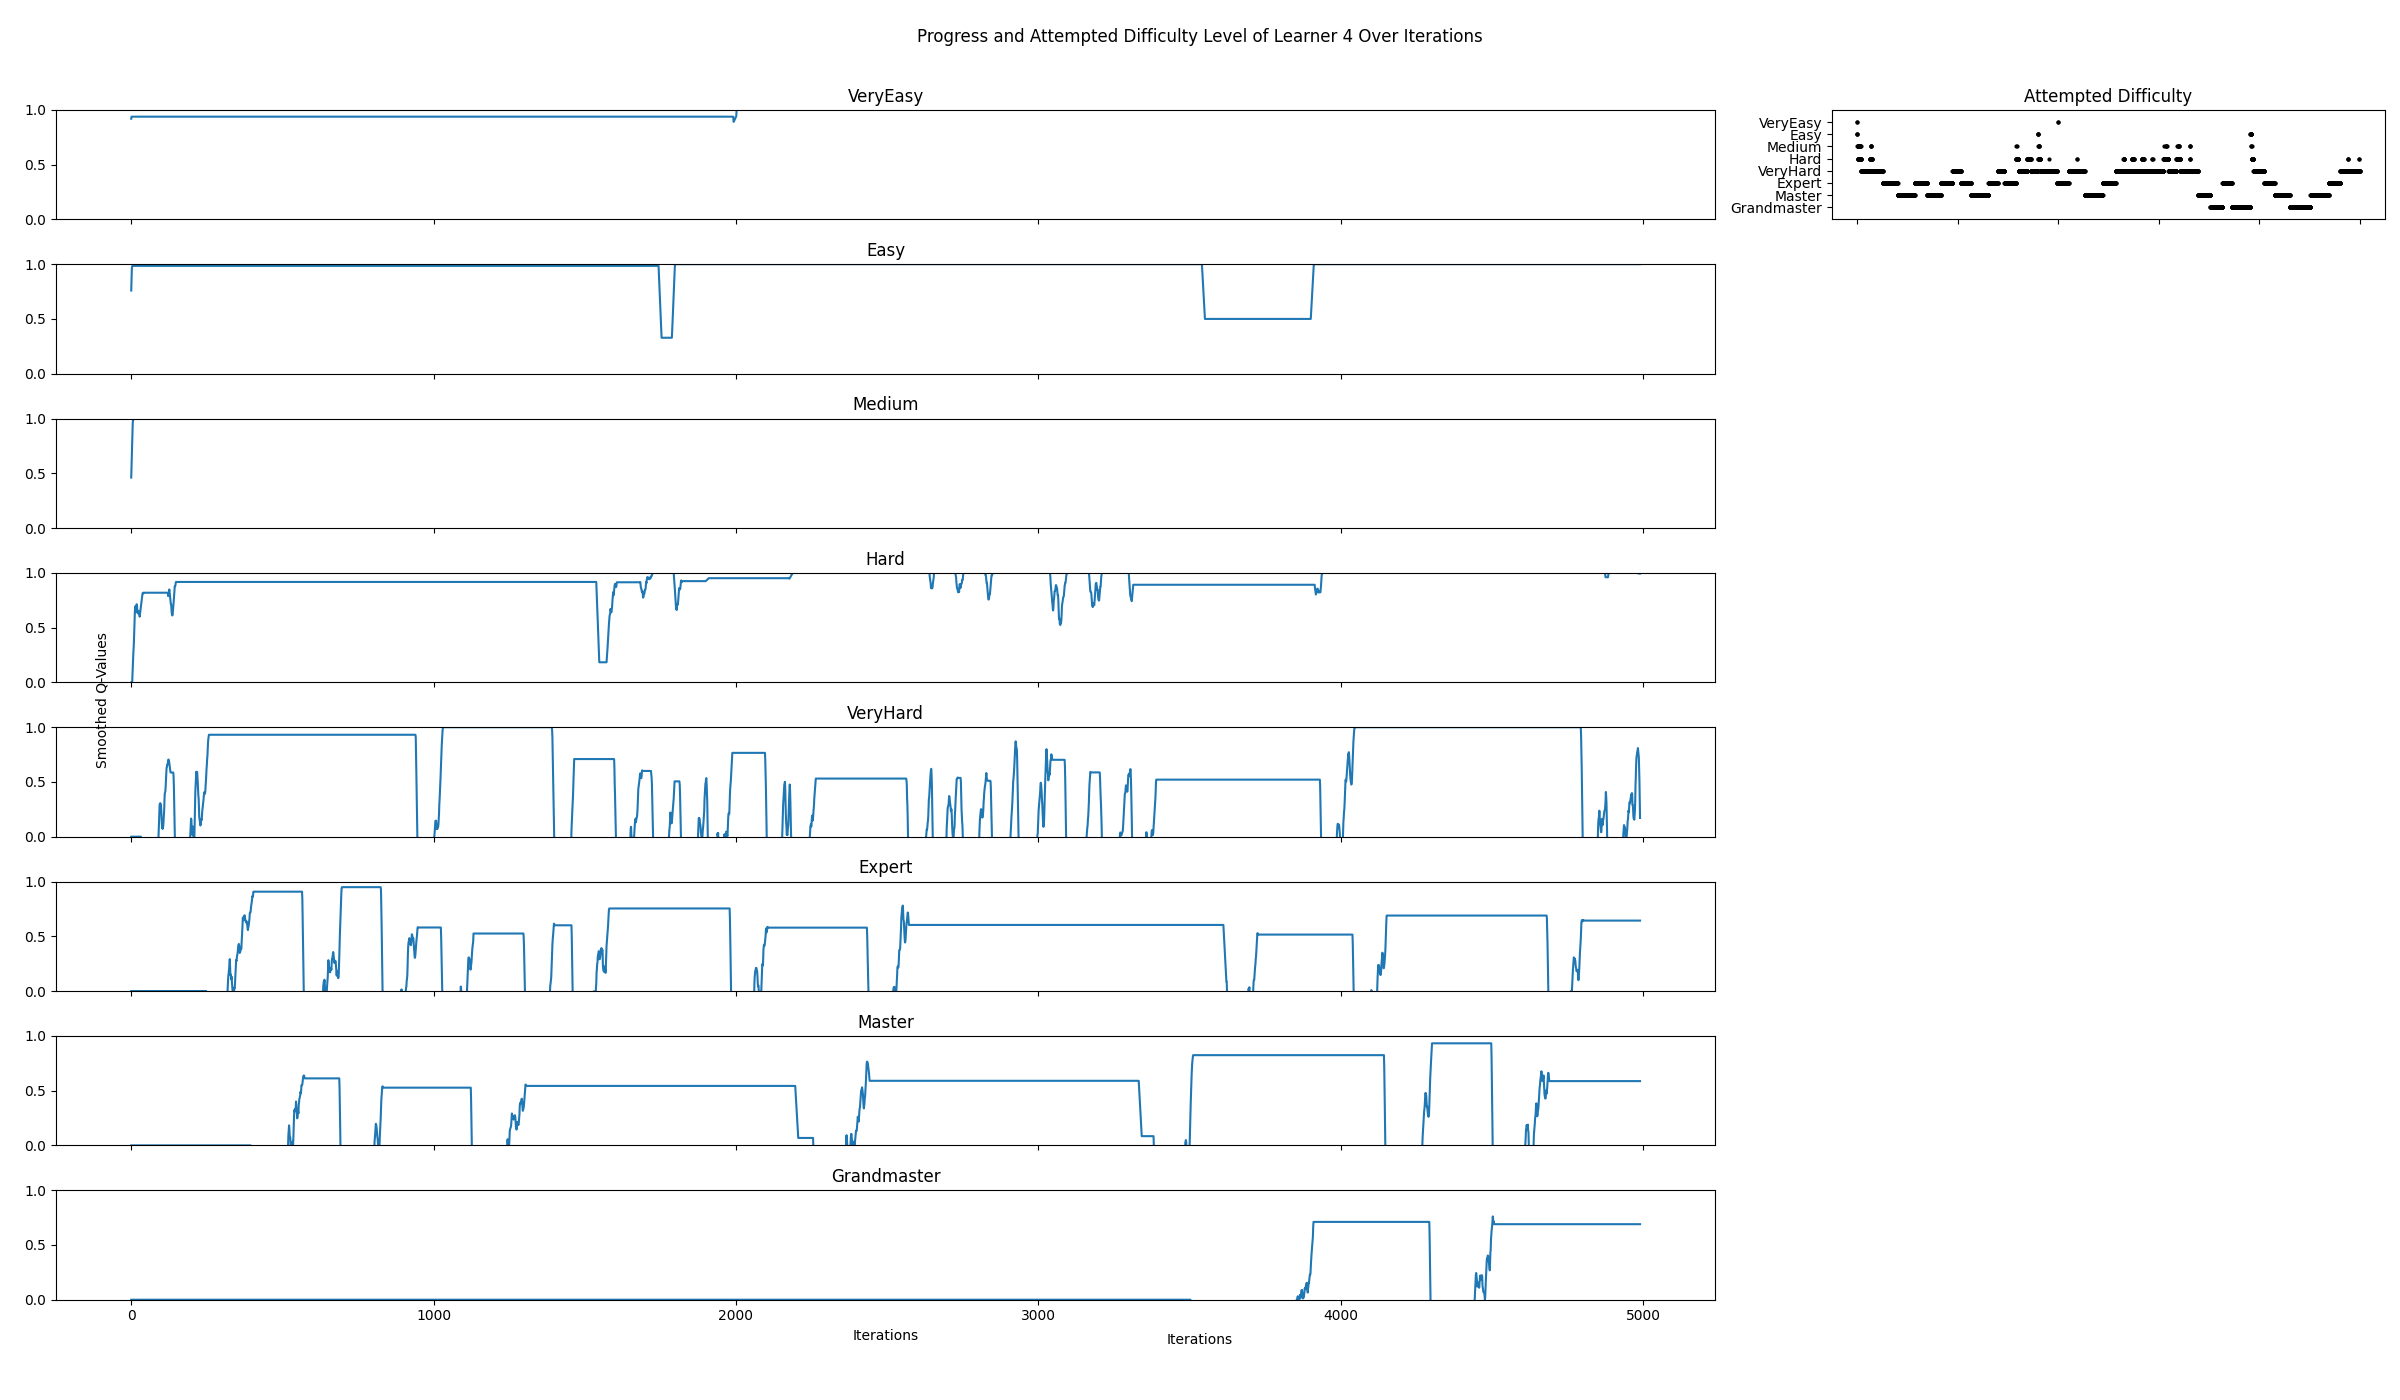 Progress and Attempted Difficulty Level of Learner 4 Over Iterations
VeryEasy
1.0
0.5
0.0
Attempted Difficulty
VeryEasy
Easy
Medium
Hard
VeryHard
Expert
Master
Grandmaster
Easy
1.0
0.5
0.0
Medium
1.0
0.5
0.0
Hard
1.0
0.5
0.0
Smoothed Q-Values
VeryHard
1.0
0.5
0.0
Expert
1.0
0.5
0.0
Master
1.0
0.5
0.0
Grandmaster
1.0
0.5
0.0
0 1000 2000 3000 4000 5000
Iterations
Iterations